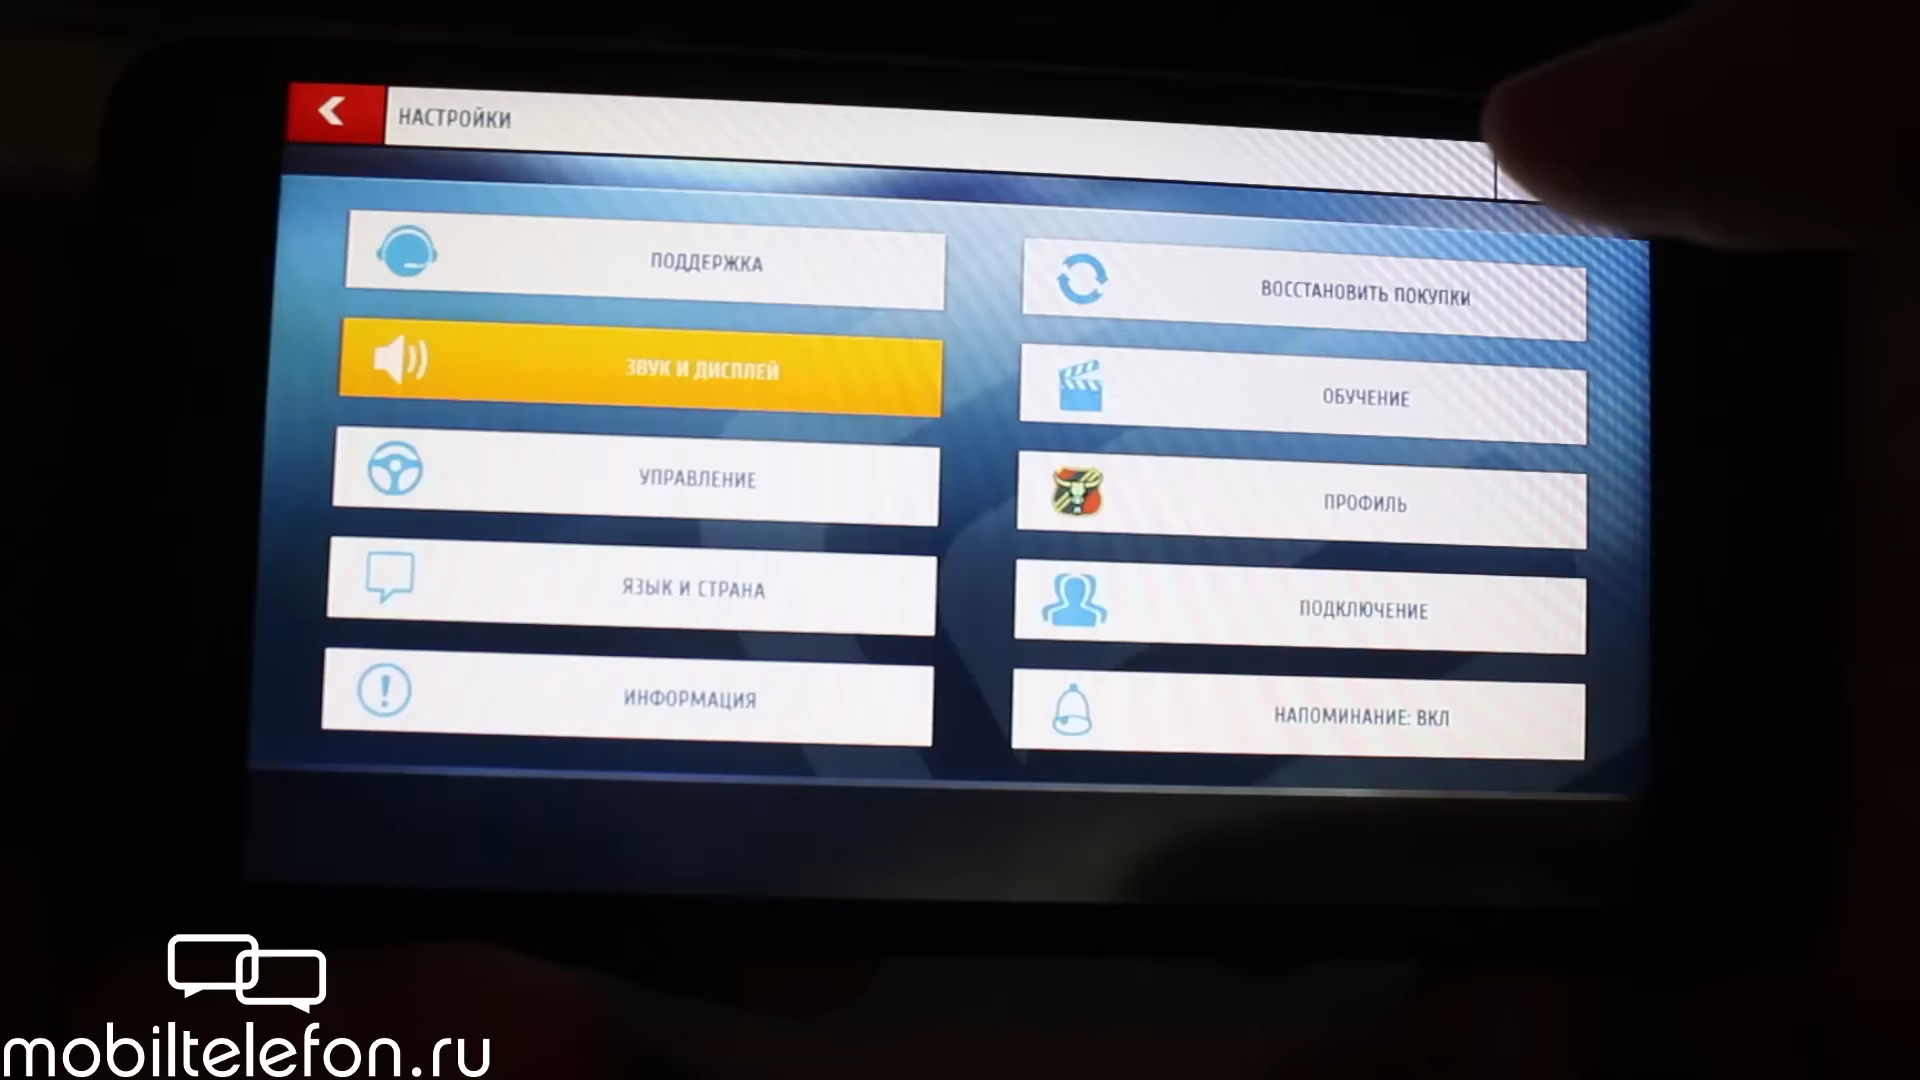 НАСТРОЙКИ
ПОДДЕРЖКА
ЗВУК И ДИСПЛЕЙ
УПРАВЛЕНИЕ
ЯЗЫК И СТРАНА
ИНФОРМАЦИЯ
ВОССТАНОВИТЬ ПОКУПКИ
ОБУЧЕНИЕ
ПРОФИЛЬ
ПОДКЛЮЧЕНИЕ
НАПОМИНАНИЕ: ВКЛ
mobiltelefon.ru